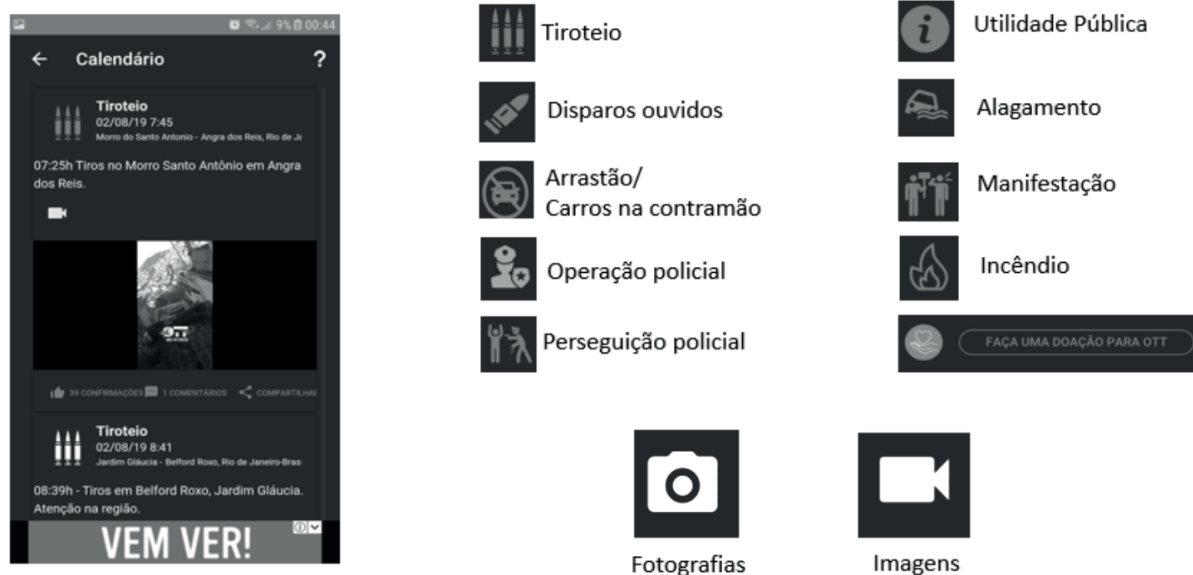 9% 00:44
Calendário ?
Tiroteio
02/08/19 7:45
Morro do Santo Antonio - Angra dos Reis, Rio de Ja
07:25h Tiros no Morro Santo Antônio em Angra
dos Reis.
OTT
39 CONFIRMAÇÕES 1 COMENTÁRIOS COMPARTILHAR
Tiroteio
02/08/19 8:41
Jardim Gláucia - Belford Roxo, Rio de Janeiro-Bras
08:39h - Tiros em Belford Roxo, Jardim Gláucia.
Atenção na região.
VEM VER!
Tiroteio
Disparos ouvidos
Arrastão/
Carros na contramão
Operação policial
Perseguição policial
Utilidade Pública
Alagamento
Manifestação
Incêndio
FAÇA UMA DOAÇÃO PARA OTT
Fotografias
Imagens